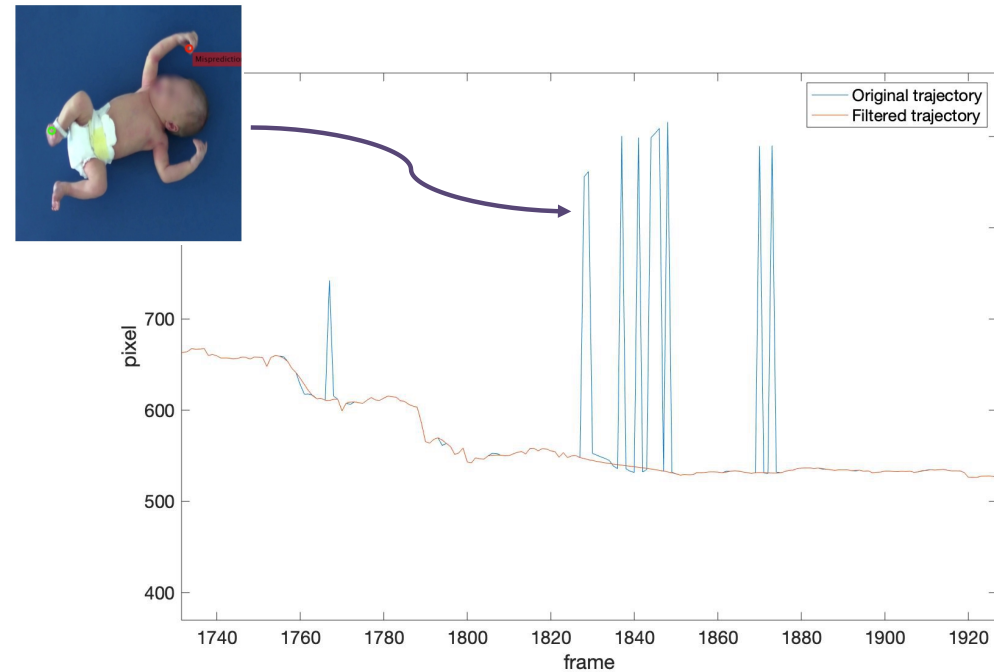 Mispredictio
Original trajectory
Filtered trajectory
700
600
500
400
pixel
1740 1760 1780 1800 1820 1840 1860 1880 1900 1920
frame